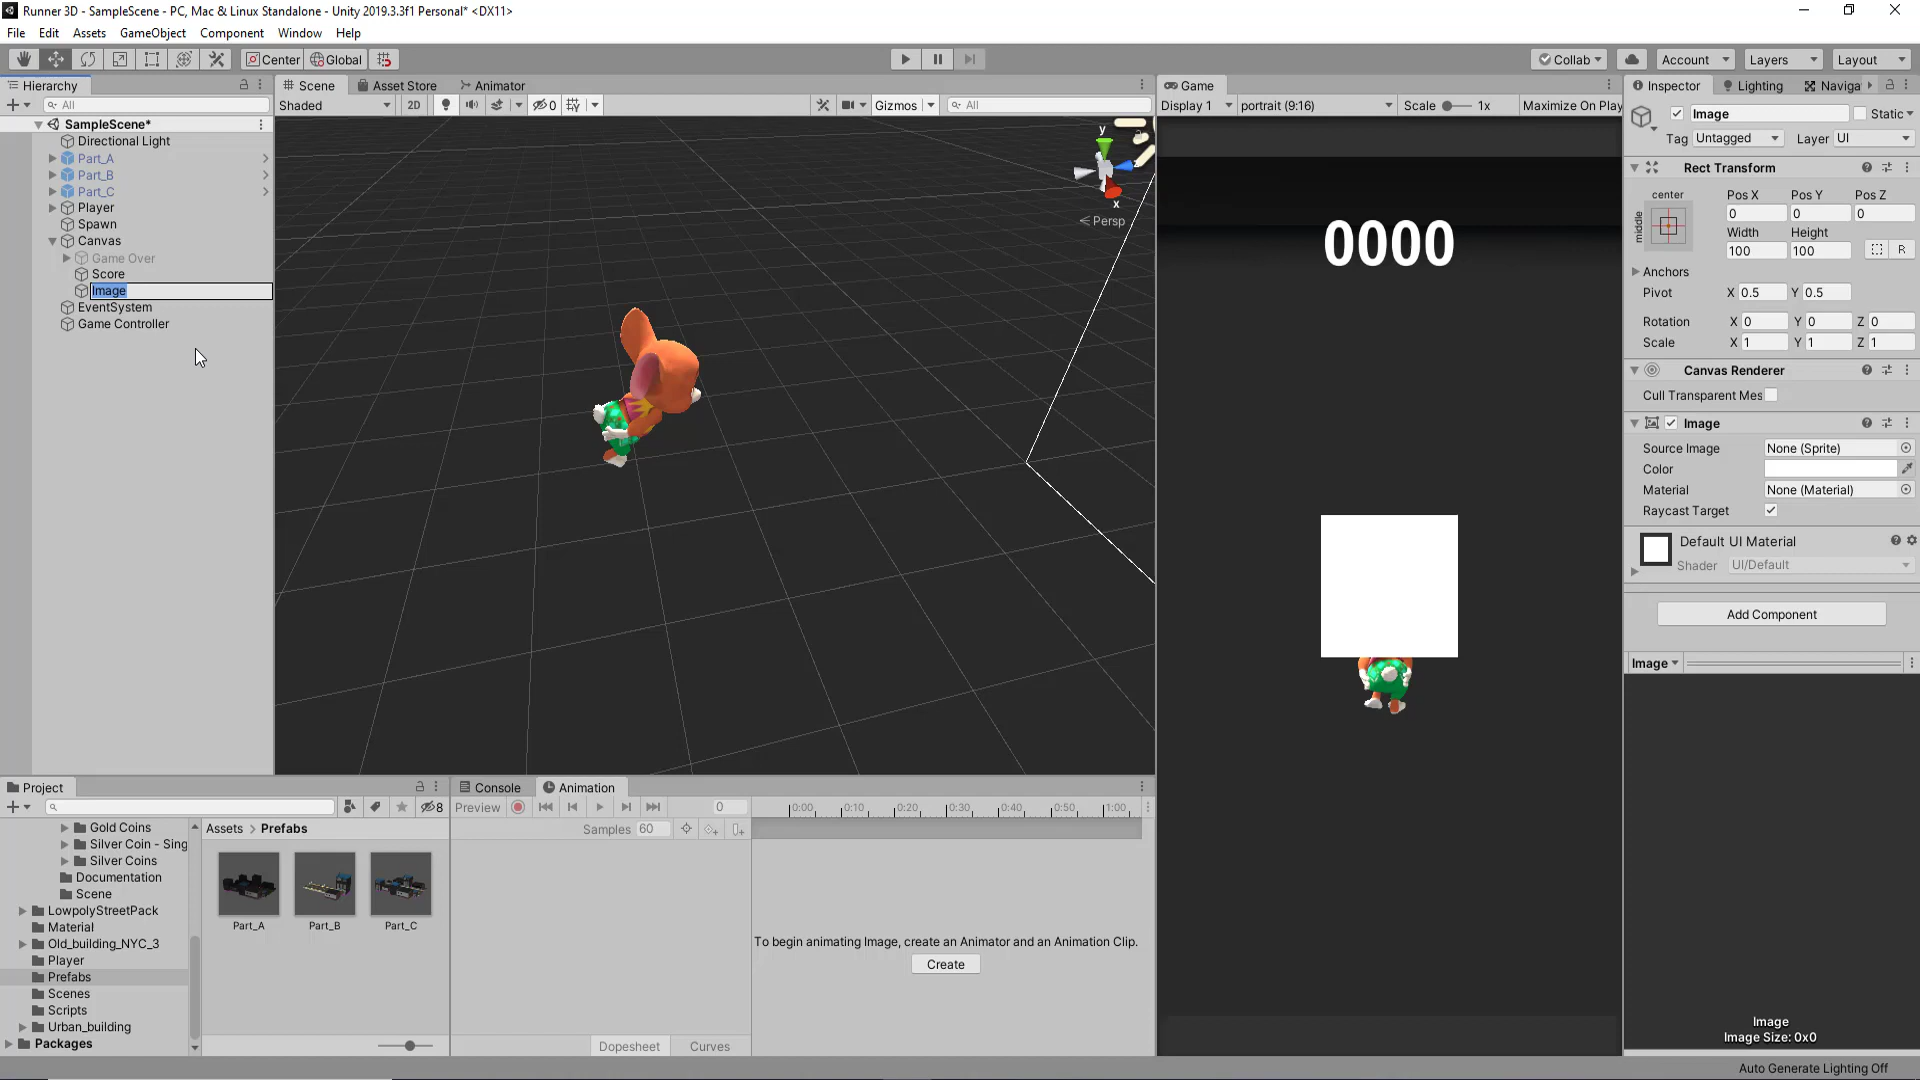 Runner 3D - SampleScene - PC, Mac & Linux Standalone - Unity 2019.3.3f1 Personal* <DX11>
File Edit Assets GameObject Component Window Help
Center Global Collab Account Layers Layout
Hierarchy
All
SampleScene*
Directional Light
Part_A
Part_B
Part_C
Player
Spawn
Canvas
Game Over
Score
Image
EventSystem
Game Controller
Scene Asset Store Animator
Shaded 2D 0 Gizmos All
y
x
Persp
Game
Display 1 portrait (9:16) Scale 1x Maximize On Play
0000
Inspector Lighting Naviga
Image Static
Tag Untagged Layer UI
Rect Transform
center
middle
Pos X Pos Y Pos Z
0 0 0
Width Height
100 100 R
Anchors
Pivot X 0.5 Y 0.5
Rotation X 0 Y 0 Z 0
Scale X 1 Y 1 Z 1
Canvas Renderer
Cull Transparent Mes
Image
Source Image None (Sprite)
Color
Material None (Material)
Raycast Target
Default UI Material
Shader UI/Default
Add Component
Image
Image
Image Size: 0x0
Project
8
Gold Coins
Silver Coin - Sing
Silver Coins
Documentation
Scene
LowpolyStreetPack
Material
Old_building_NYC_3
Player
Prefabs
Scenes
Scripts
Urban_building
Packages
Assets > Prefabs
Part_A Part_B Part_C
Console Animation
Preview 0
Samples 60
0:00 0:10 0:20 0:30 0:40 0:50 1:00
To begin animating Image, create an Animator and an Animation Clip.
Create
Dopesheet Curves
Auto Generate Lighting Off